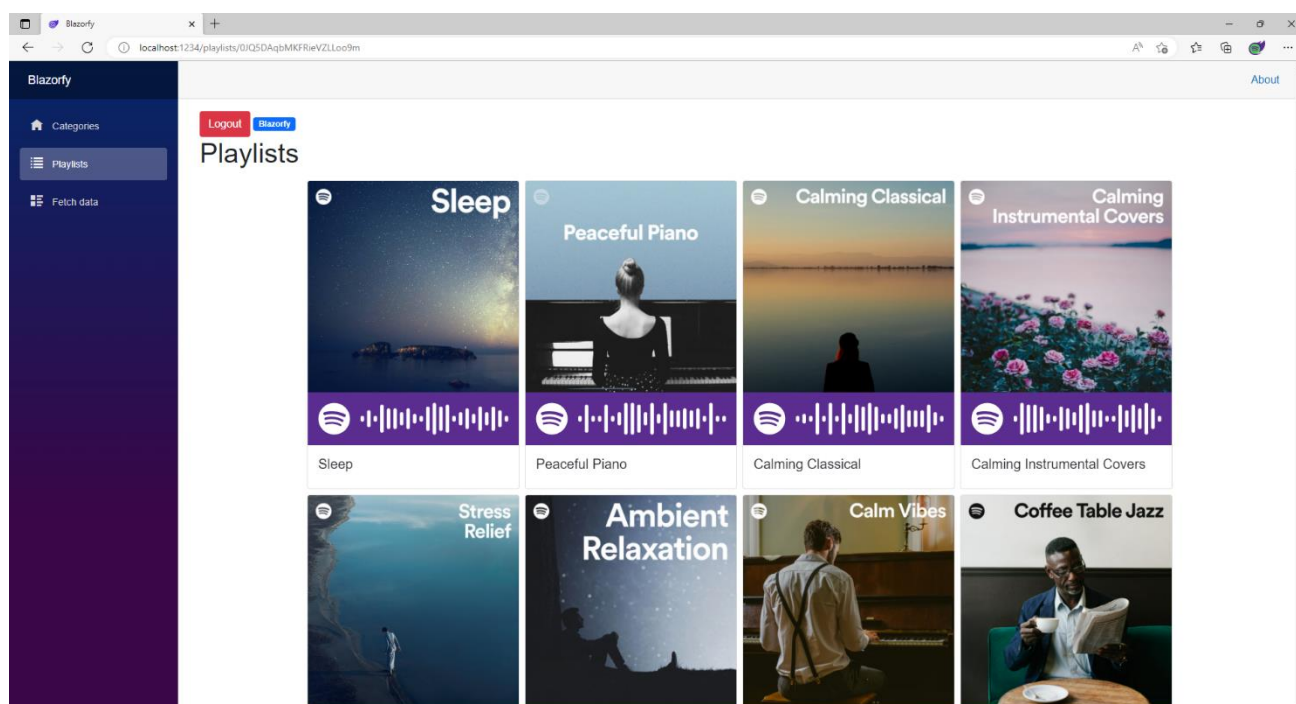 Blazorfy
localhost:1234/playlists/0JQ5DAqbMKFRieVZLLoo9m
Blazorfy
About
Categories
Playlists
Fetch data
Logout Blazorfy
Playlists
Sleep
Peaceful Piano
Calming Classical
Calming
Instrumental Covers
Sleep
Peaceful Piano
Calming Classical
Calming Instrumental Covers
Stress
Relief
Ambient
Relaxation
Calm Vibes
Coffee Table Jazz